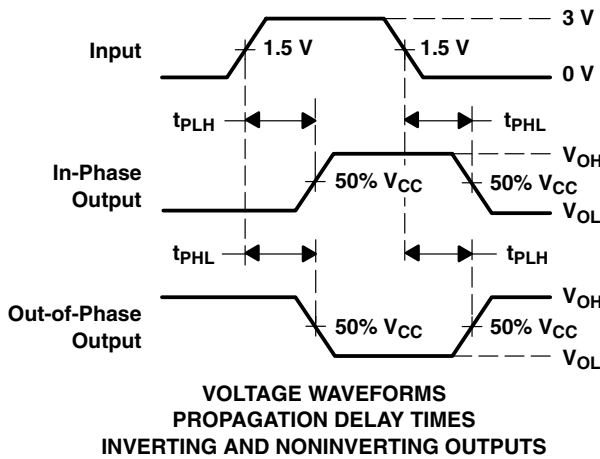 3 V
Input
1.5 V
1.5 V
0 V
tPLH
tPHL
VOH
In-Phase
Output
50% VCC
50% VCC
VOL
tPHL
tPLH
VOH
Out-of-Phase
Output
50% VCC
50% VCC
VOL
VOLTAGE WAVEFORMS
PROPAGATION DELAY TIMES
INVERTING AND NONINVERTING OUTPUTS